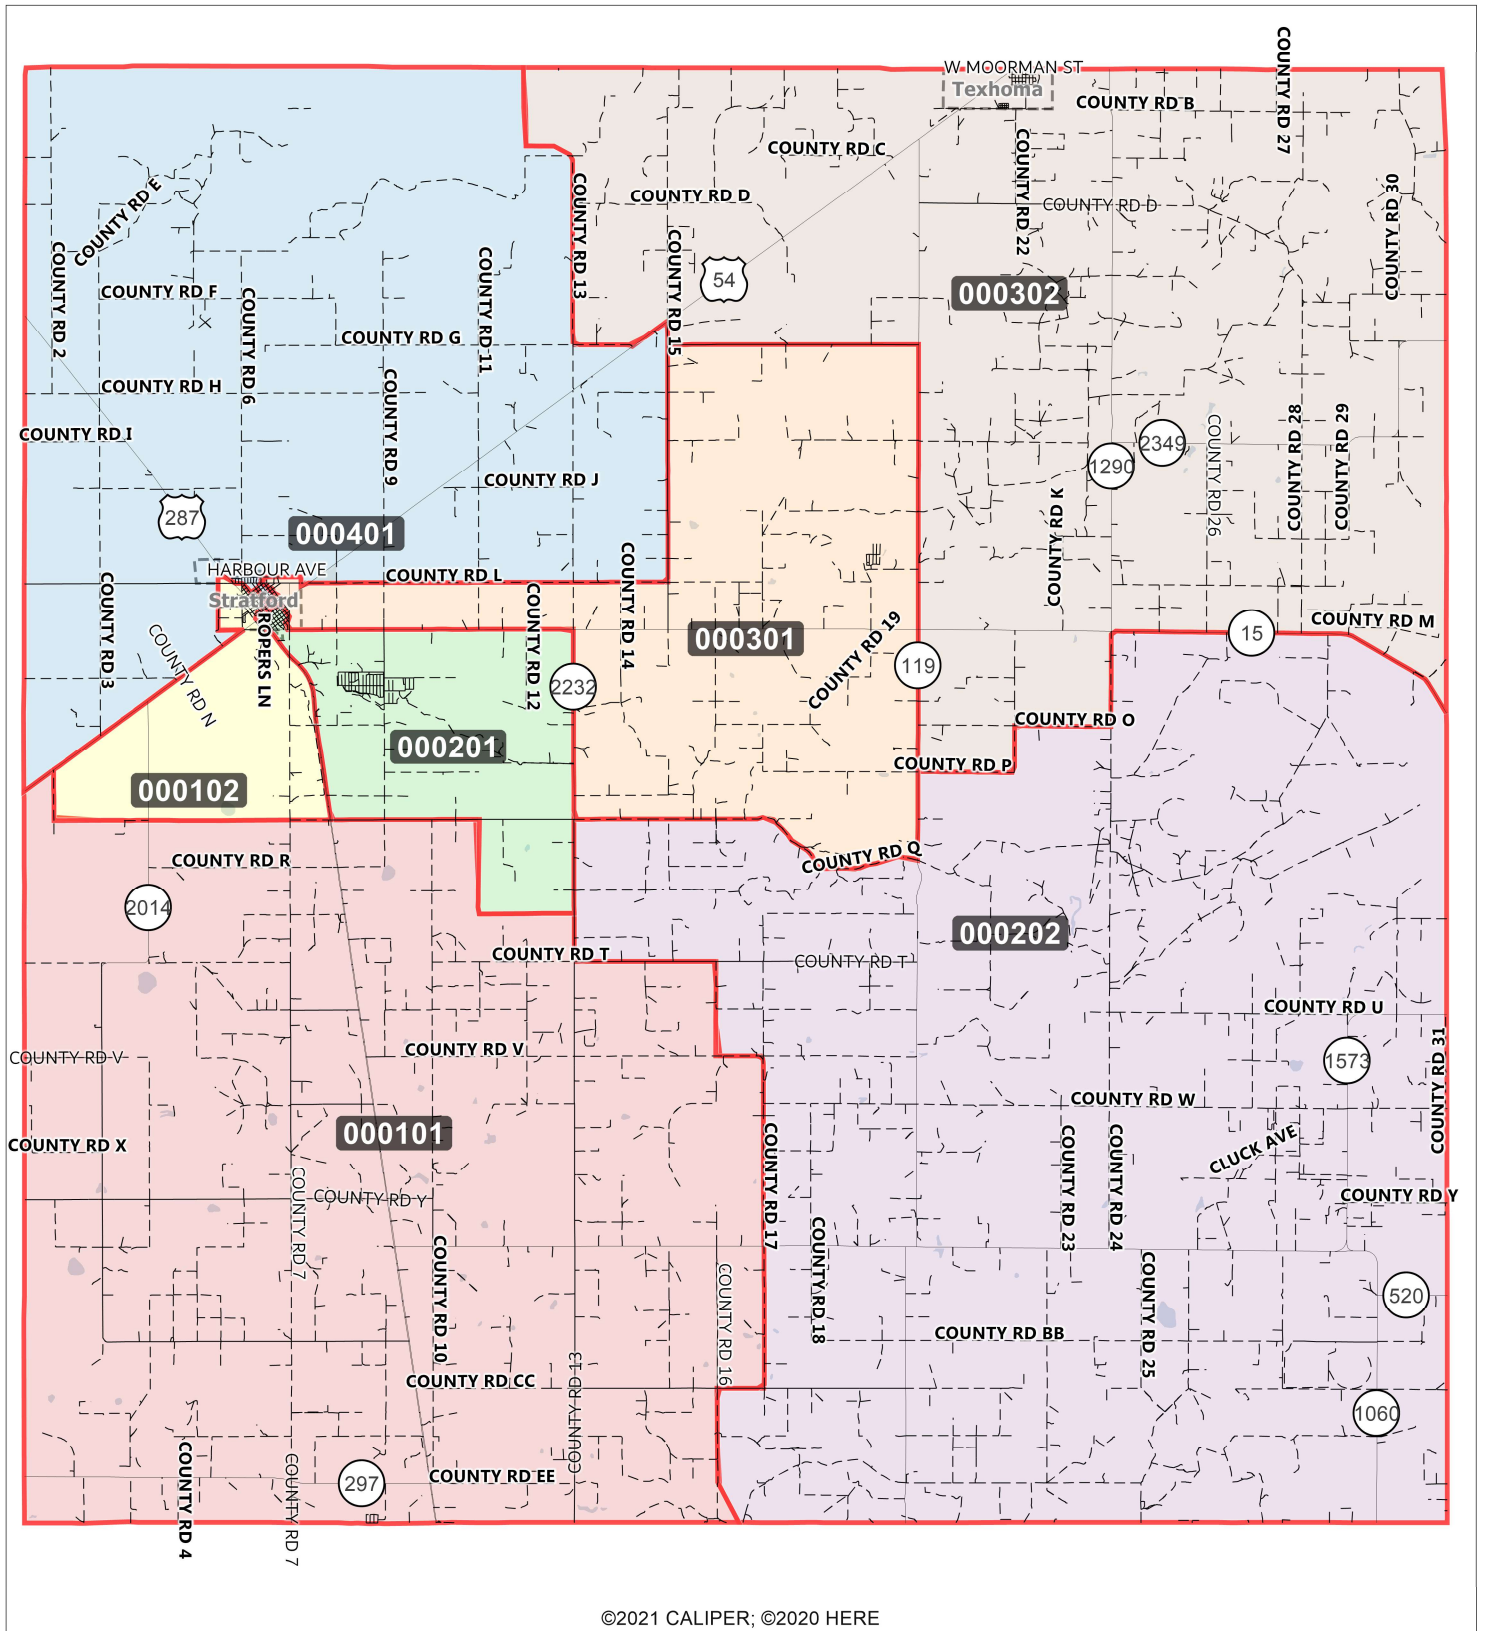 W MOORMAN ST
Texhoma
COUNTY RD 27
COUNTY RD B
COUNTY RD C
COUNTY RD 22
COUNTY RD E
COUNTY RD 13
COUNTY RD D
COUNTY RD D
COUNTY RD 30
COUNTY RD 2
COUNTY RD 11
COUNTY RD 15
54
000302
COUNTY RD F
COUNTY RD 6
COUNTY RD G
COUNTY RD H
COUNTY RD 9
COUNTY RD I
2349
1290
COUNTY RD 26
COUNTY RD 28
COUNTY RD 29
COUNTY RD J
COUNTY RD K
287
000401
HARBOUR AVE
COUNTY RD L
Stratford
COUNTY RD 3
ROPERS LN
COUNTY RD 12
COUNTY RD 14
000301
COUNTY RD 19
119
15
COUNTY RD M
COUNTY RD N
2232
COUNTY RD O
000201
COUNTY RD P
000102
COUNTY RD R
COUNTY RD Q
2014
000202
COUNTY RD T
COUNTY RD T
COUNTY RD U
COUNTY RD V
COUNTY RD V
1573
COUNTY RD 31
COUNTY RD W
000101
COUNTY RD X
COUNTY RD 17
COUNTY RD 23
COUNTY RD 24
CLUCK AVE
COUNTY RD 7
COUNTY RD Y
COUNTY RD Y
COUNTY RD 10
COUNTY RD 18
COUNTY RD 16
COUNTY RD 25
520
COUNTY RD BB
COUNTY RD CC
COUNTY RD 13
1060
COUNTY RD 4
COUNTY RD 7
297
COUNTY RD EE
©2021 CALIPER; ©2020 HERE